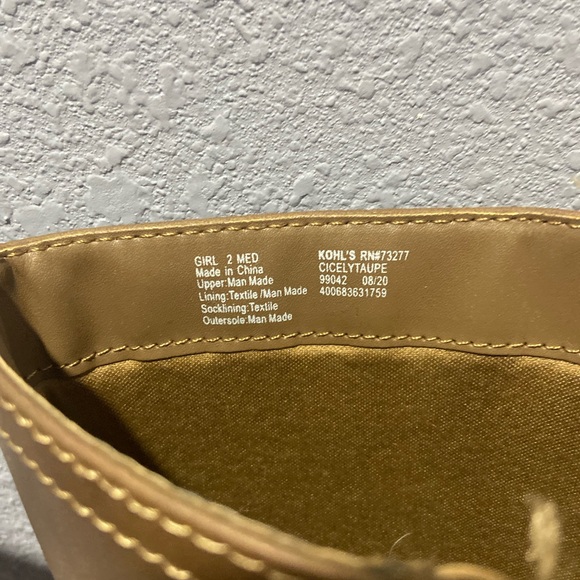 GIRL 2 MED
Made in China
Upper:Man Made
Lining:Textile/Man Made
Socklining:Textile
Outersole:Man Made
KOHL'S RN#73277
CICELYTAUPE
99042 08/20
400683631759